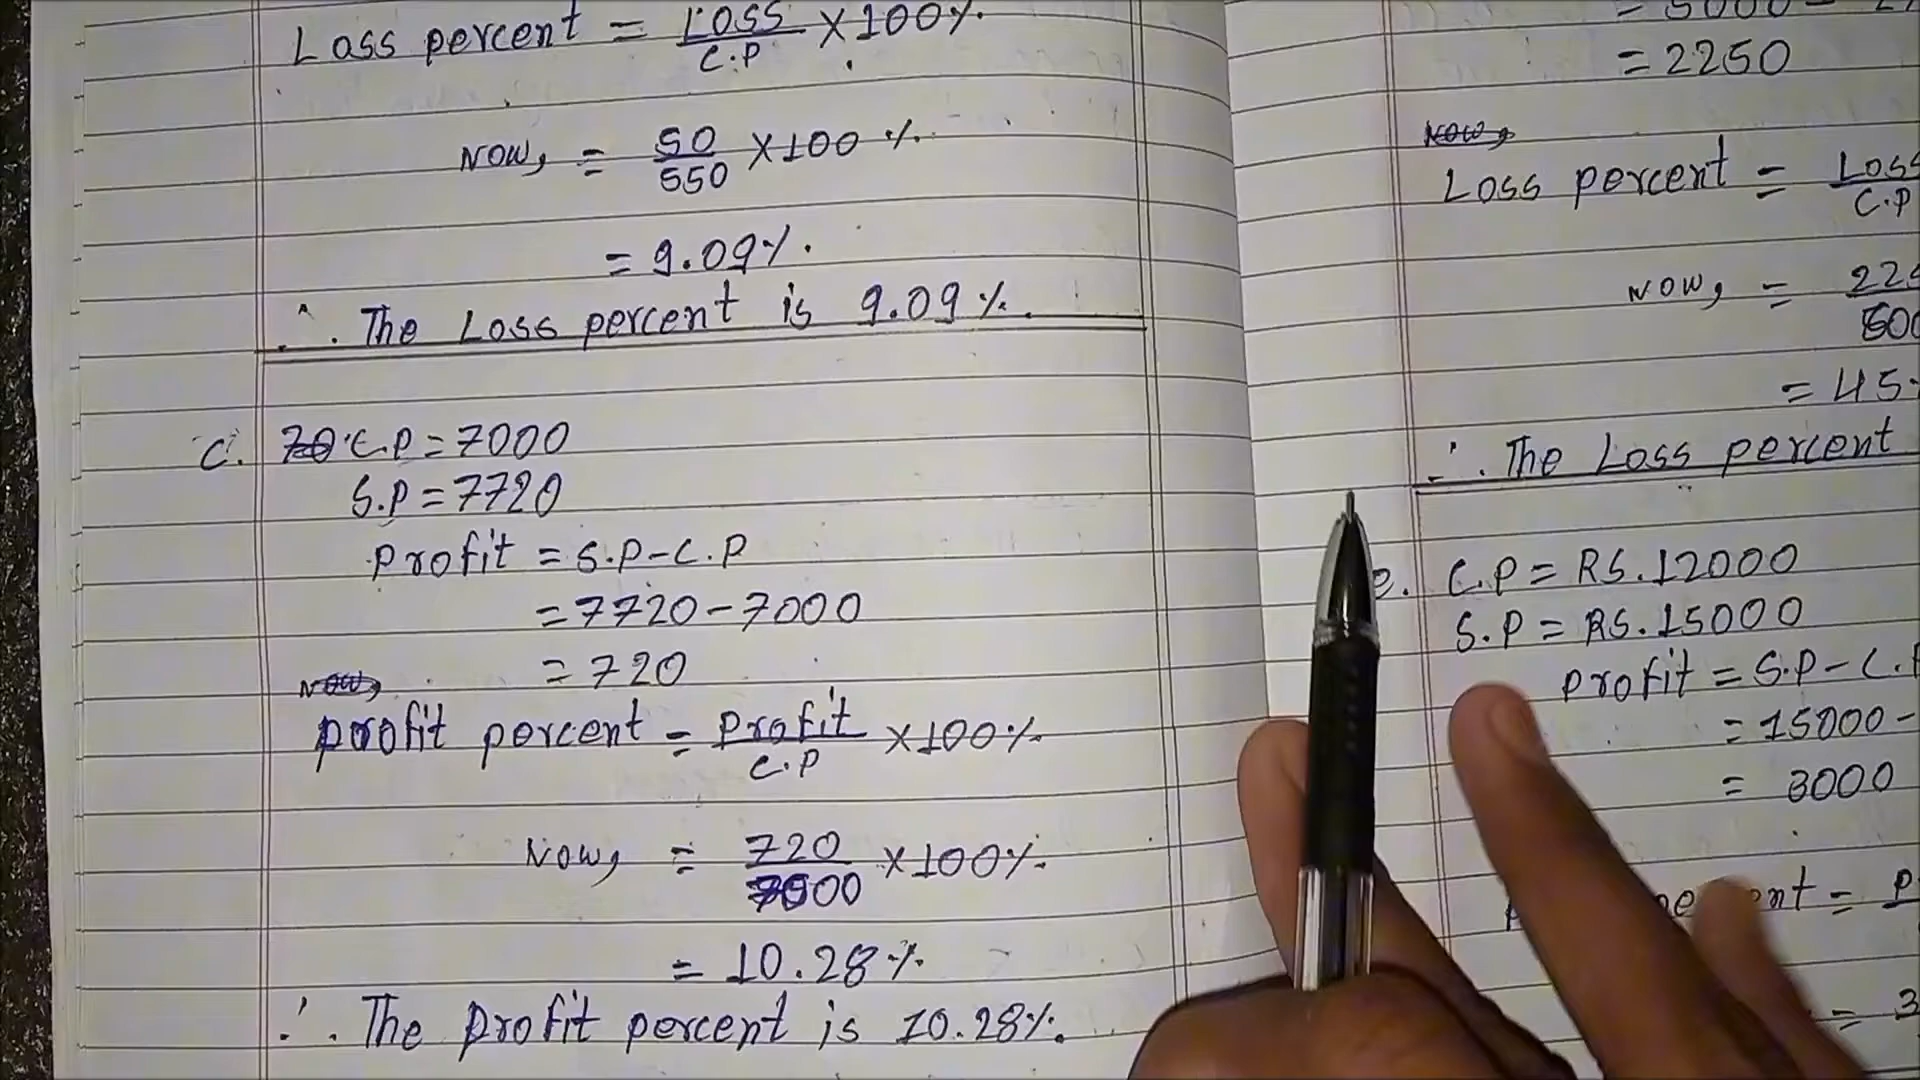 Loss percent = Loss/C.P ×100%.
Now, = 50/550 ×100 %.
= 9.09%.
∴ The Loss percent is 9.09%.
C. C.P = 7000
S.P = 7720
Profit = S.P - C.P
= 7720 - 7000
= 720
profit percent = profit/C.P ×100%.
Now, = 720/7000 ×100%.
= 10.28%.
∴ The profit percent is 10.28%.
= 2250
Now,
Loss percent = Loss/C.P
Now, =
= 45
∴ The Loss percent
e. C.P = RS.12000
S.P = RS.15000
profit = S.P - C.P
= 15000 -
= 3000